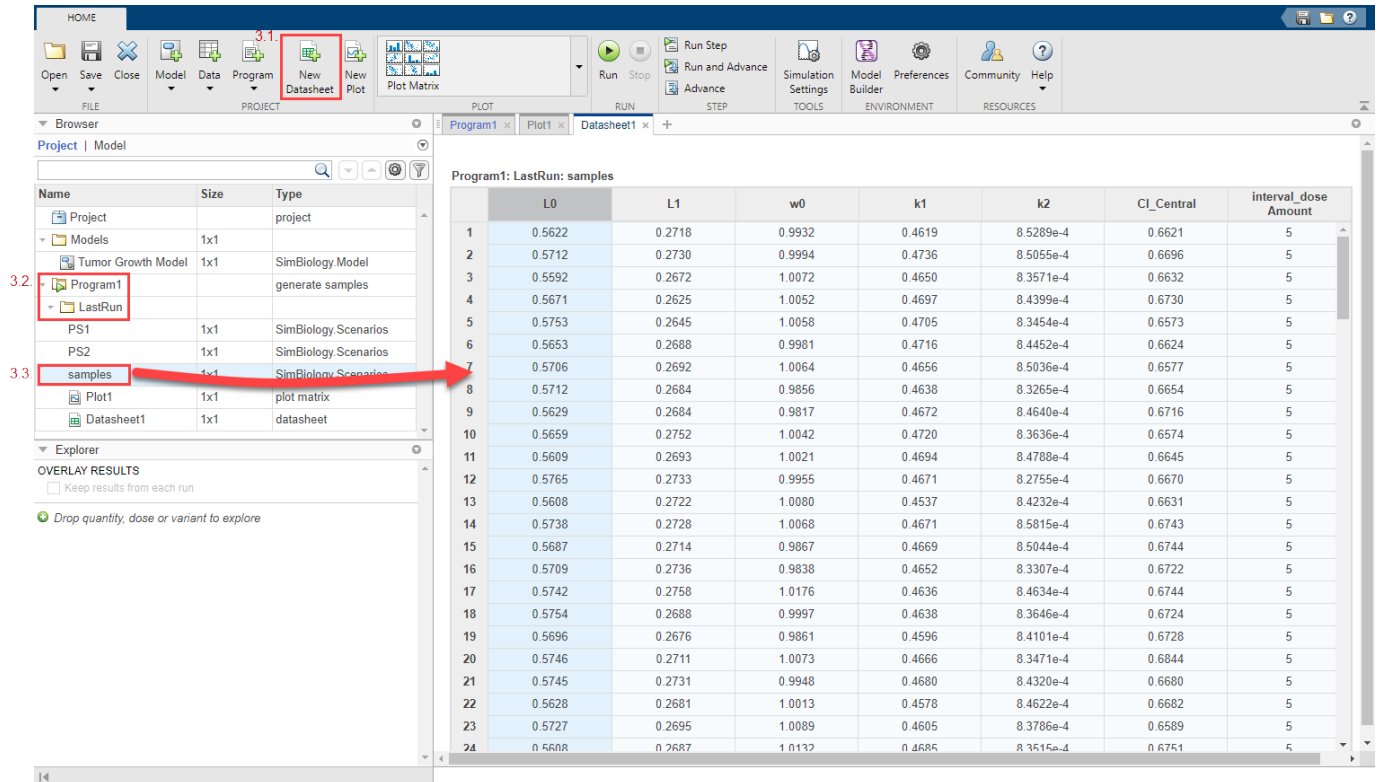 HOME
3.1.
Open Save Close Model Data Program New Datasheet New Plot Plot Matrix Run Stop Run Step Run and Advance Advance Simulation Settings Model Builder Preferences Community Help
FILE PROJECT PLOT RUN STEP TOOLS ENVIRONMENT RESOURCES
Browser
Project | Model
Name Size Type
Project project
Models 1x1
Tumor Growth Model 1x1 SimBiology.Model
3.2. Program1 generate samples
LastRun
PS1 1x1 SimBiology.Scenarios
PS2 1x1 SimBiology.Scenarios
3.3. samples 1x1 SimBiology.Scenarios
Plot1 1x1 plot matrix
Datasheet1 1x1 datasheet
Explorer
OVERLAY RESULTS
Keep results from each run
Drop quantity, dose or variant to explore
Program1 × Plot1 × Datasheet1 × +
Program1: LastRun: samples
L0 L1 w0 k1 k2 Cl_Central interval_dose Amount
1 0.5622 0.2718 0.9932 0.4619 8.5289e-4 0.6621 5
2 0.5712 0.2730 0.9994 0.4736 8.5055e-4 0.6696 5
3 0.5592 0.2672 1.0072 0.4650 8.3571e-4 0.6632 5
4 0.5671 0.2625 1.0052 0.4697 8.4399e-4 0.6730 5
5 0.5753 0.2645 1.0058 0.4705 8.3454e-4 0.6573 5
6 0.5653 0.2688 0.9981 0.4716 8.4452e-4 0.6624 5
7 0.5706 0.2692 1.0064 0.4656 8.5036e-4 0.6577 5
8 0.5712 0.2684 0.9856 0.4638 8.3265e-4 0.6654 5
9 0.5629 0.2684 0.9817 0.4672 8.4640e-4 0.6716 5
10 0.5659 0.2752 1.0042 0.4720 8.3636e-4 0.6574 5
11 0.5609 0.2693 1.0021 0.4694 8.4788e-4 0.6645 5
12 0.5765 0.2733 0.9955 0.4671 8.2755e-4 0.6670 5
13 0.5608 0.2722 1.0080 0.4537 8.4232e-4 0.6631 5
14 0.5738 0.2728 1.0068 0.4671 8.5815e-4 0.6743 5
15 0.5687 0.2714 0.9867 0.4669 8.5044e-4 0.6744 5
16 0.5709 0.2736 0.9838 0.4652 8.3307e-4 0.6722 5
17 0.5742 0.2758 1.0176 0.4636 8.4634e-4 0.6744 5
18 0.5754 0.2688 0.9997 0.4638 8.3646e-4 0.6724 5
19 0.5696 0.2676 0.9861 0.4596 8.4101e-4 0.6728 5
20 0.5746 0.2711 1.0073 0.4666 8.3471e-4 0.6844 5
21 0.5745 0.2731 0.9948 0.4680 8.4320e-4 0.6680 5
22 0.5628 0.2681 1.0013 0.4578 8.4622e-4 0.6682 5
23 0.5727 0.2695 1.0089 0.4605 8.3786e-4 0.6589 5
24 0.5608 0.2687 1.0132 0.4685 8.3515e-4 0.6751 5